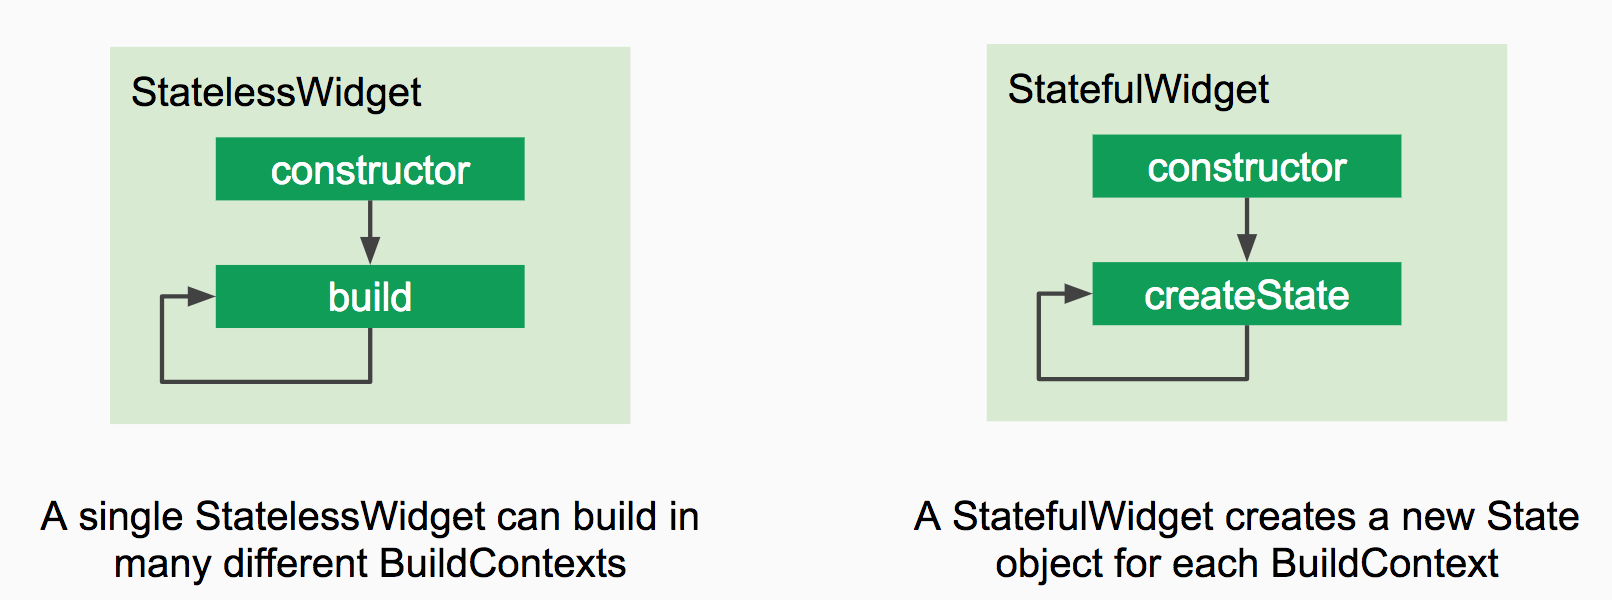 StatelessWidget
constructor
build
A single StatelessWidget can build in
many different BuildContexts
StatefulWidget
constructor
createState
A StatefulWidget creates a new State
object for each BuildContext